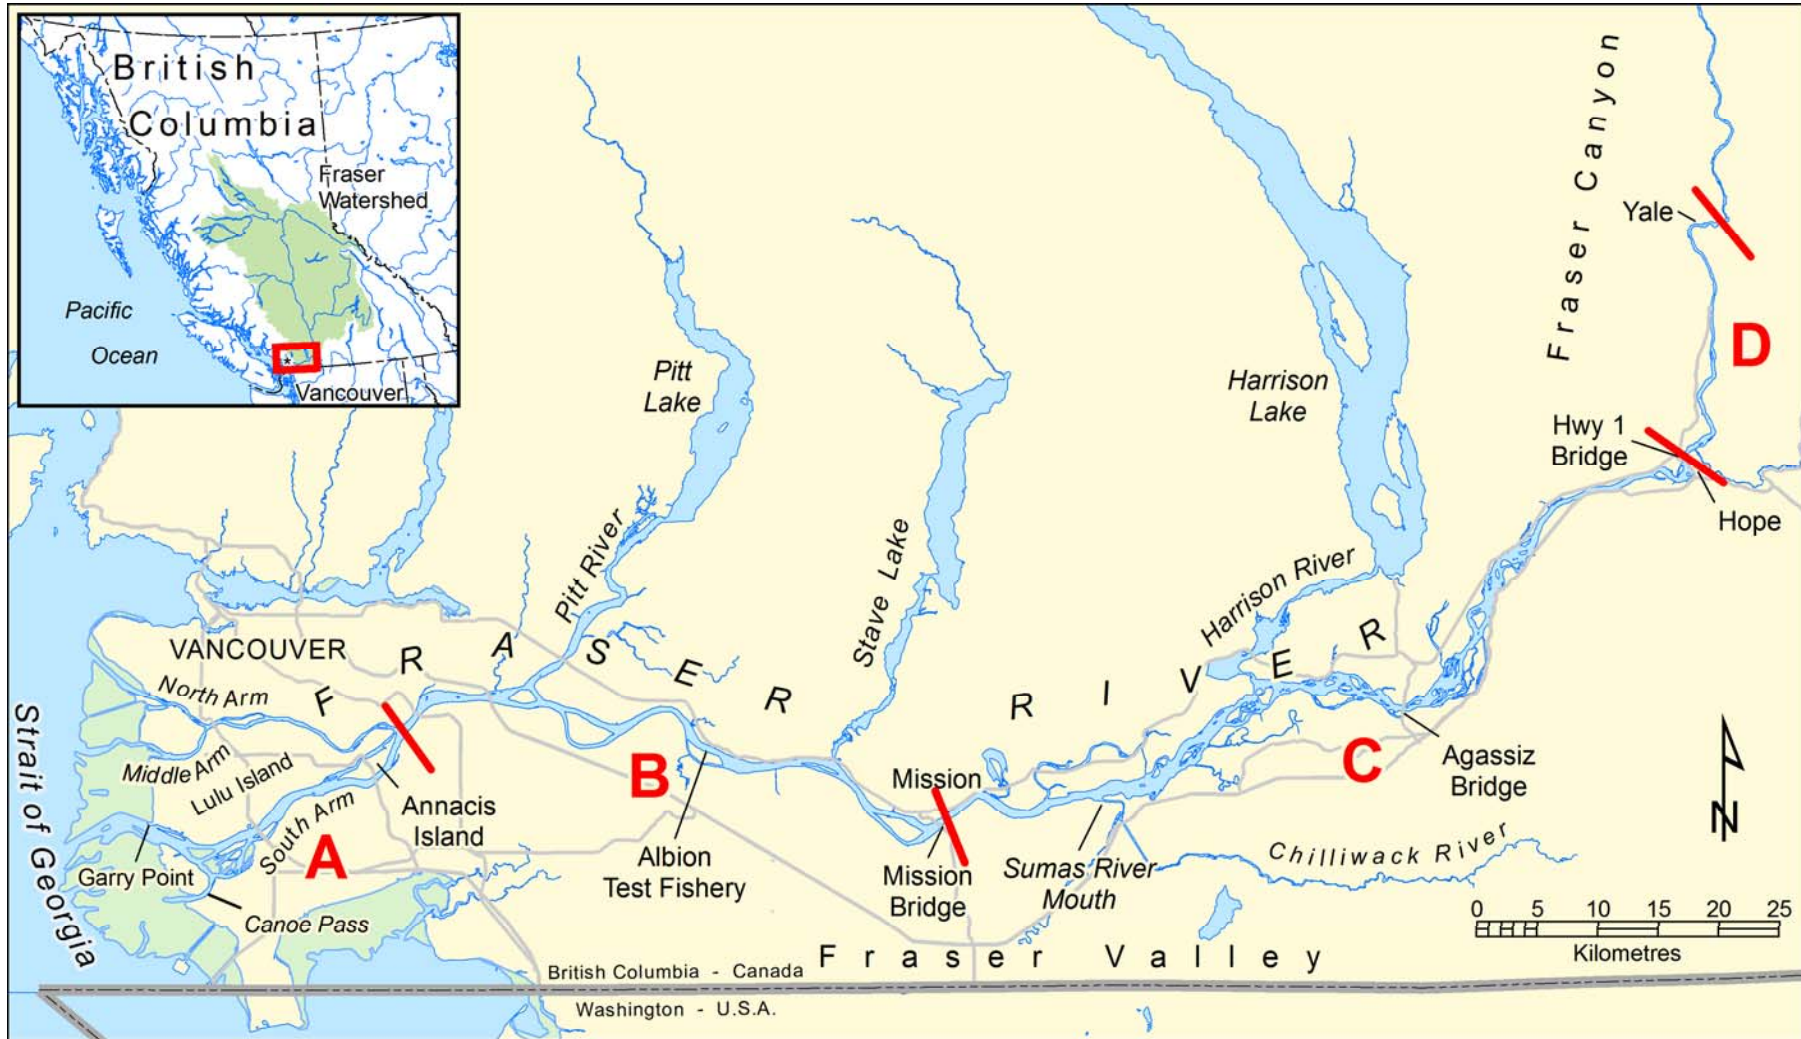 British
Columbia
Fraser
Watershed
Pacific
Ocean
Vancouver
Fraser Canyon
Yale
D
Pitt
Lake
Harrison
Lake
Hwy 1
Bridge
Hope
Pitt River
Stave Lake
Harrison River
VANCOUVER
FRASER RIVER
North Arm
Strait of Georgia
Middle Arm
Lulu Island
South Arm
Annacis
Island
B
C
Agassiz
Bridge
Mission
N
A
Garry Point
Canoe Pass
Albion
Test Fishery
Mission
Bridge
Sumas River
Mouth
Chilliwack River
0 5 10 15 20 25
Kilometres
Fraser Valley
British Columbia - Canada
Washington - U.S.A.